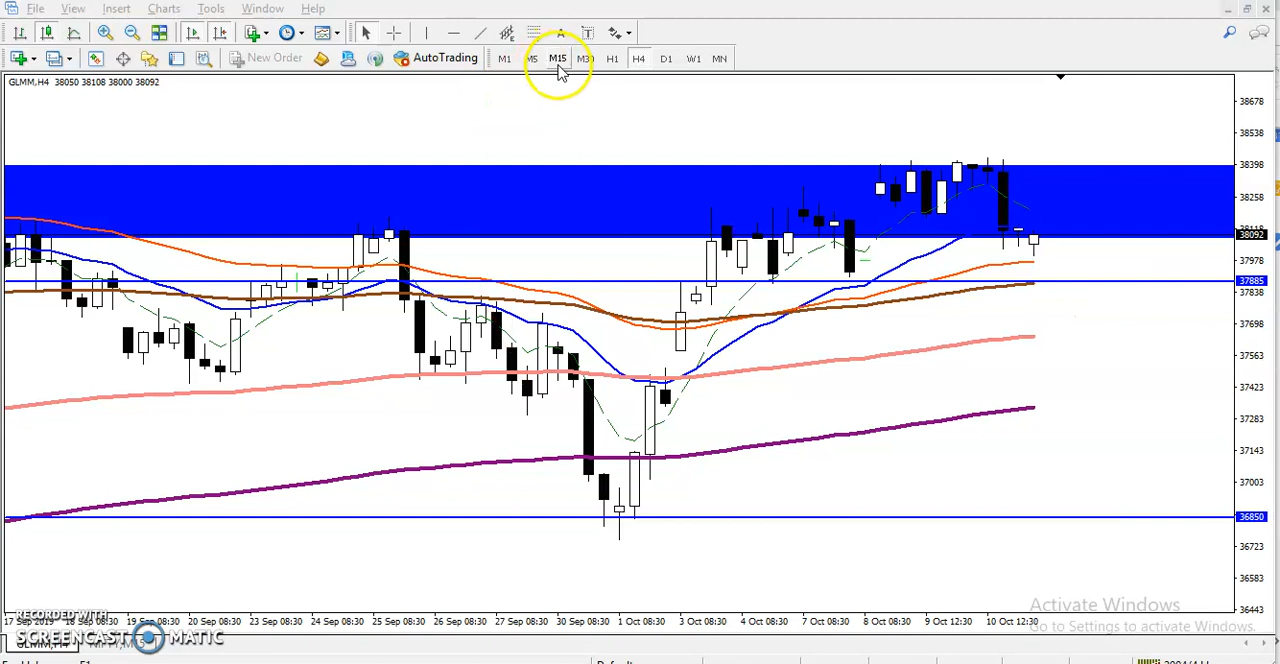 File View Insert Charts Tools Window Help
A T
New Order AutoTrading M1 M5 M15 M30 H1 H4 D1 W1 MN
GLMM,H4 38050 38108 38000 38092
38678
38538
38398
38258
38118
38092
37978
37885
37838
37698
37563
37423
37283
37143
37003
36850
36723
36583
36443
Activate Windows
Go to Settings to activate Windows.
17 Sep 2019 18 Sep 08:30 19 Sep 08:30 20 Sep 08:30 23 Sep 08:30 24 Sep 08:30 25 Sep 08:30 26 Sep 08:30 27 Sep 08:30 30 Sep 08:30 1 Oct 08:30 3 Oct 08:30 4 Oct 08:30 7 Oct 08:30 8 Oct 08:30 9 Oct 12:30 10 Oct 12:30
RECORDED WITH
SCREENCAST MATIC
GLMM,H4